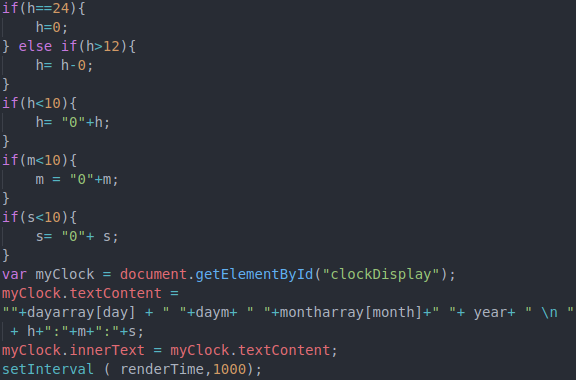 if(h==24){
h=0;
} else if(h>12){
h= h-0;
}
if(h<10){
h= "0"+h;
}
if(m<10){
m = "0"+m;
}
if(s<10){
s= "0"+ s;
}
var myClock = document.getElementById("clockDisplay");
myClock.textContent =
""+dayarray[day] + " "+daym+ " "+montharray[month]+" "+ year+ " \n "
+ h+":"+m+":"+s;
myClock.innerText = myClock.textContent;
setInterval ( renderTime,1000);